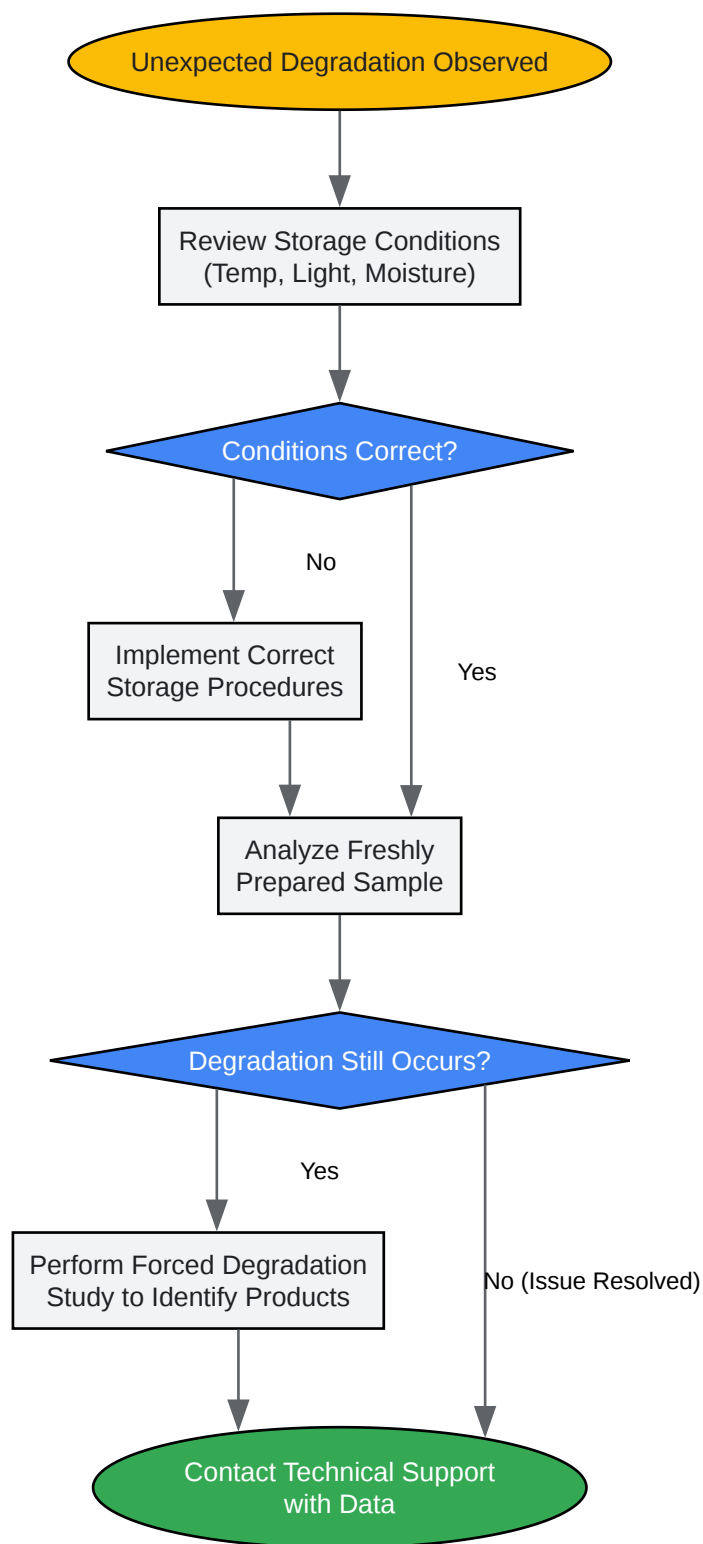 Unexpected Degradation Observed
Review Storage Conditions
(Temp, Light, Moisture)
Conditions Correct?
No
Implement Correct
Storage Procedures
Yes
Analyze Freshly
Prepared Sample
Degradation Still Occurs?
Yes
Perform Forced Degradation
Study to Identify Products
No (Issue Resolved)
Contact Technical Support
with Data